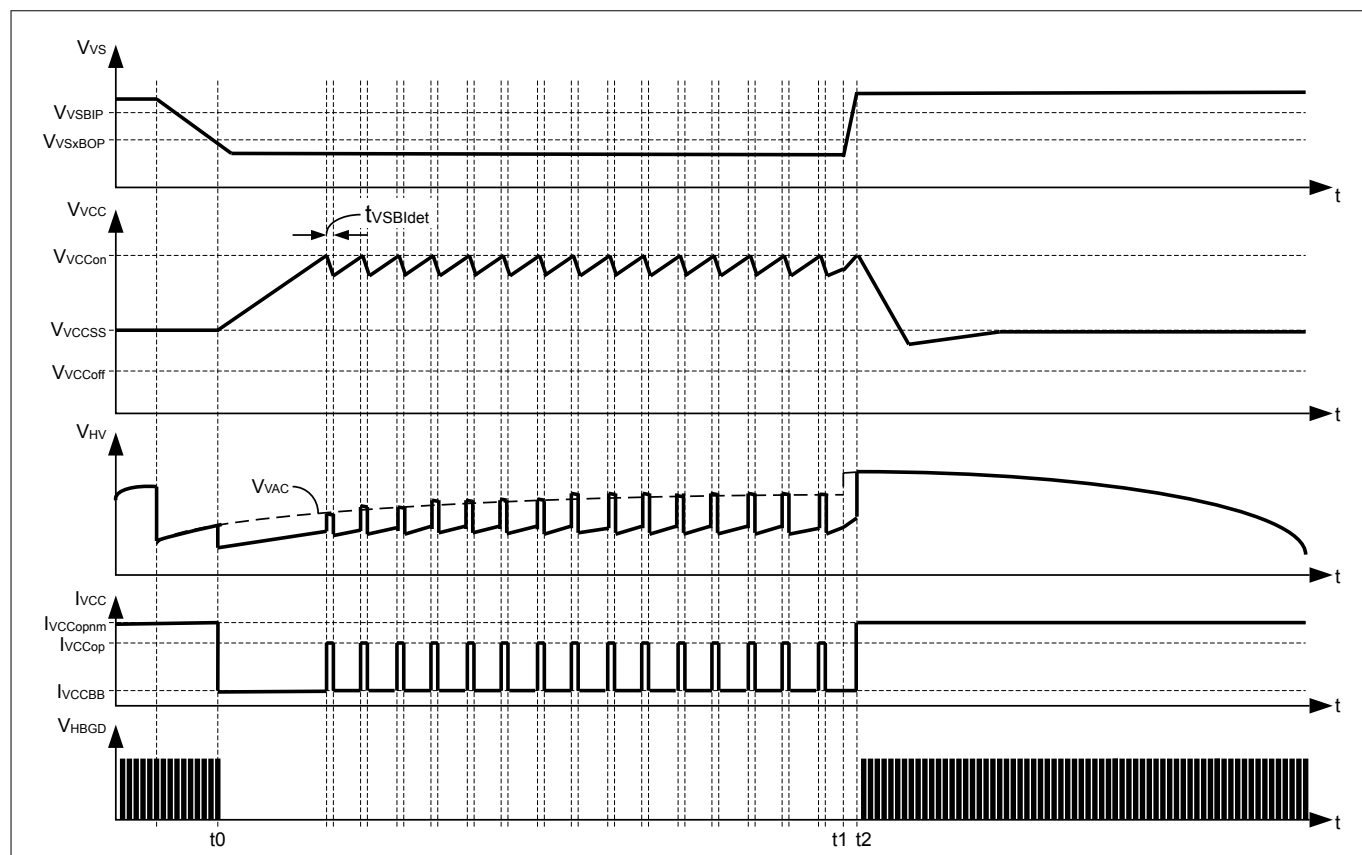 VVS
VVSBIP
VVSxBOP
t
VVCC
tVSBIdet
VVCCon
VVCCSS
VVCCoff
t
VHV
VVAC
t
IVCC
IVCCopnm
IVCCop
IVCCBB
t
VHBGD
t
t0 t1 t2